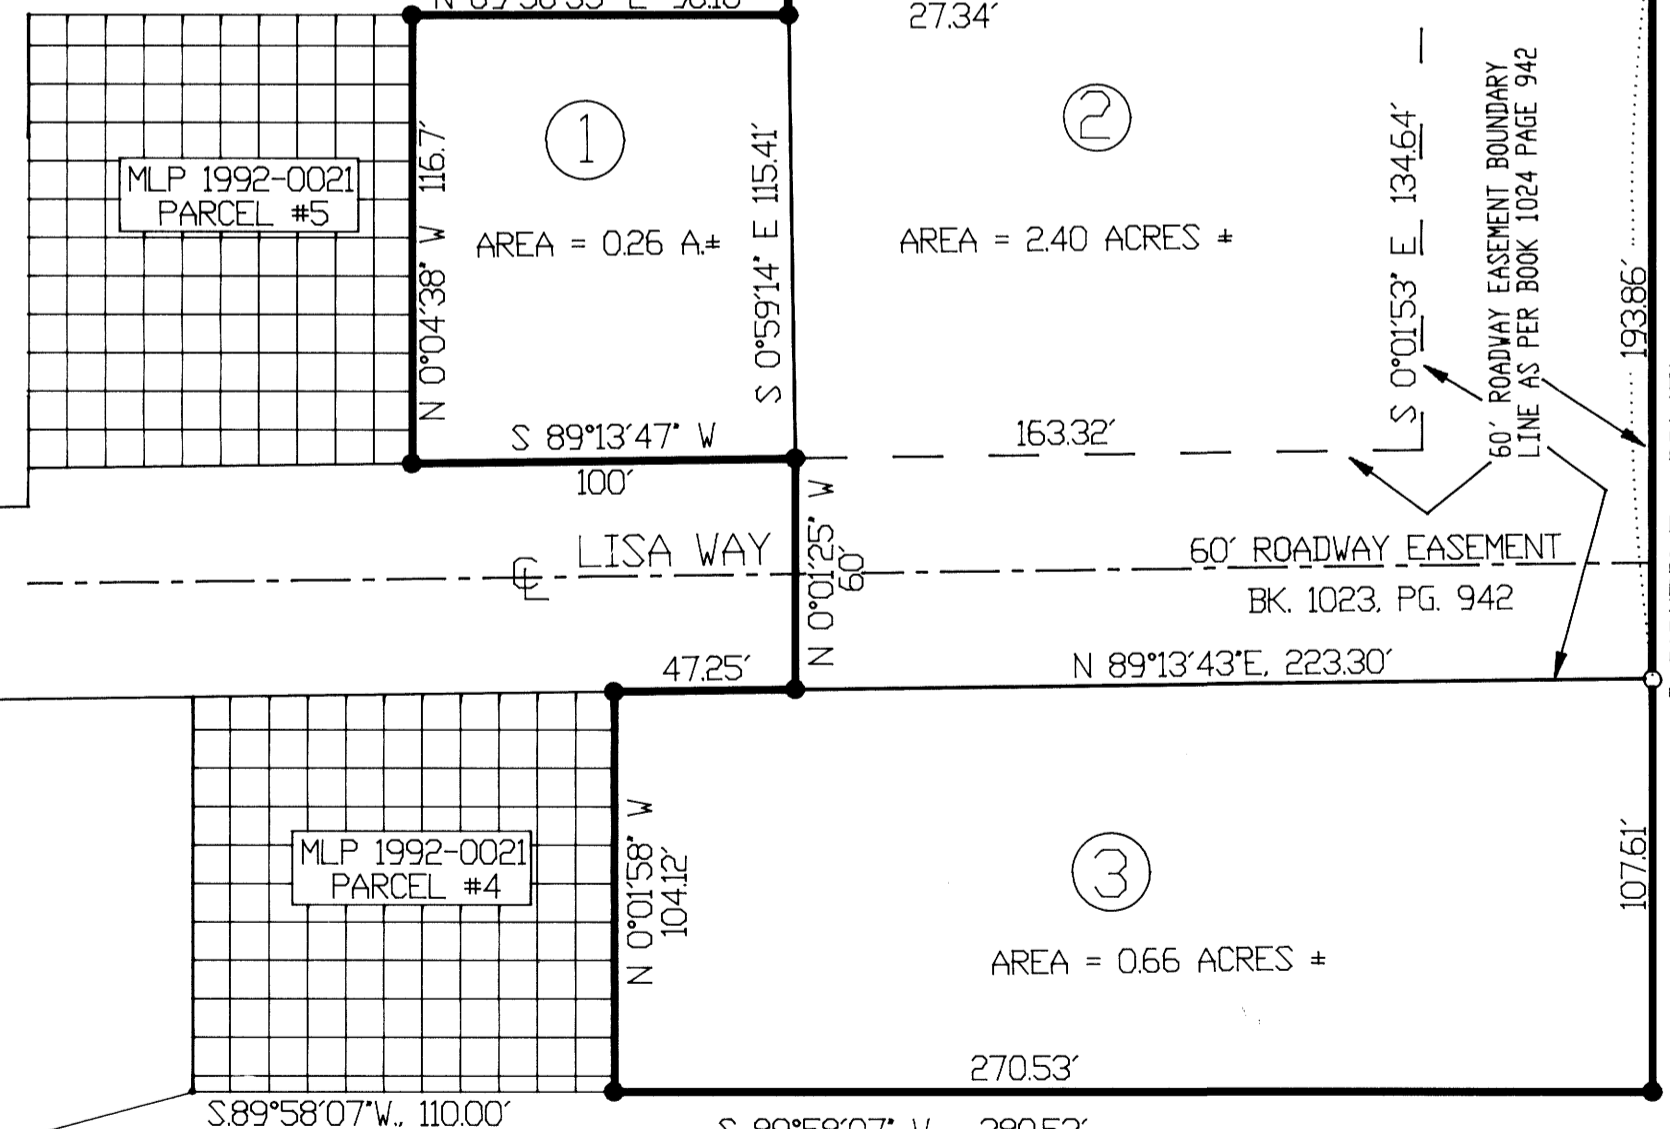 27.34'
1
2
MLP 1992-0021
PARCEL #5
N 0°04'38" W 116.7'
AREA = 0.26 A.±
S 0°59'14" E 115.41'
AREA = 2.40 ACRES ±
S 0°01'53" E 134.64'
60' ROADWAY EASEMENT BOUNDARY
LINE AS PER BOOK 1024 PAGE 942
193.86'
S 89°13'47" W
100'
163.32'
℄ LISA WAY
N 0°01'25" W
60'
60' ROADWAY EASEMENT
BK. 1023, PG. 942
47.25'
N 89°13'43"E, 223.30'
MLP 1992-0021
PARCEL #4
N 0°01'58" W
104.12'
3
AREA = 0.66 ACRES ±
107.61'
270.53'
S.89°58'07"W., 110.00'